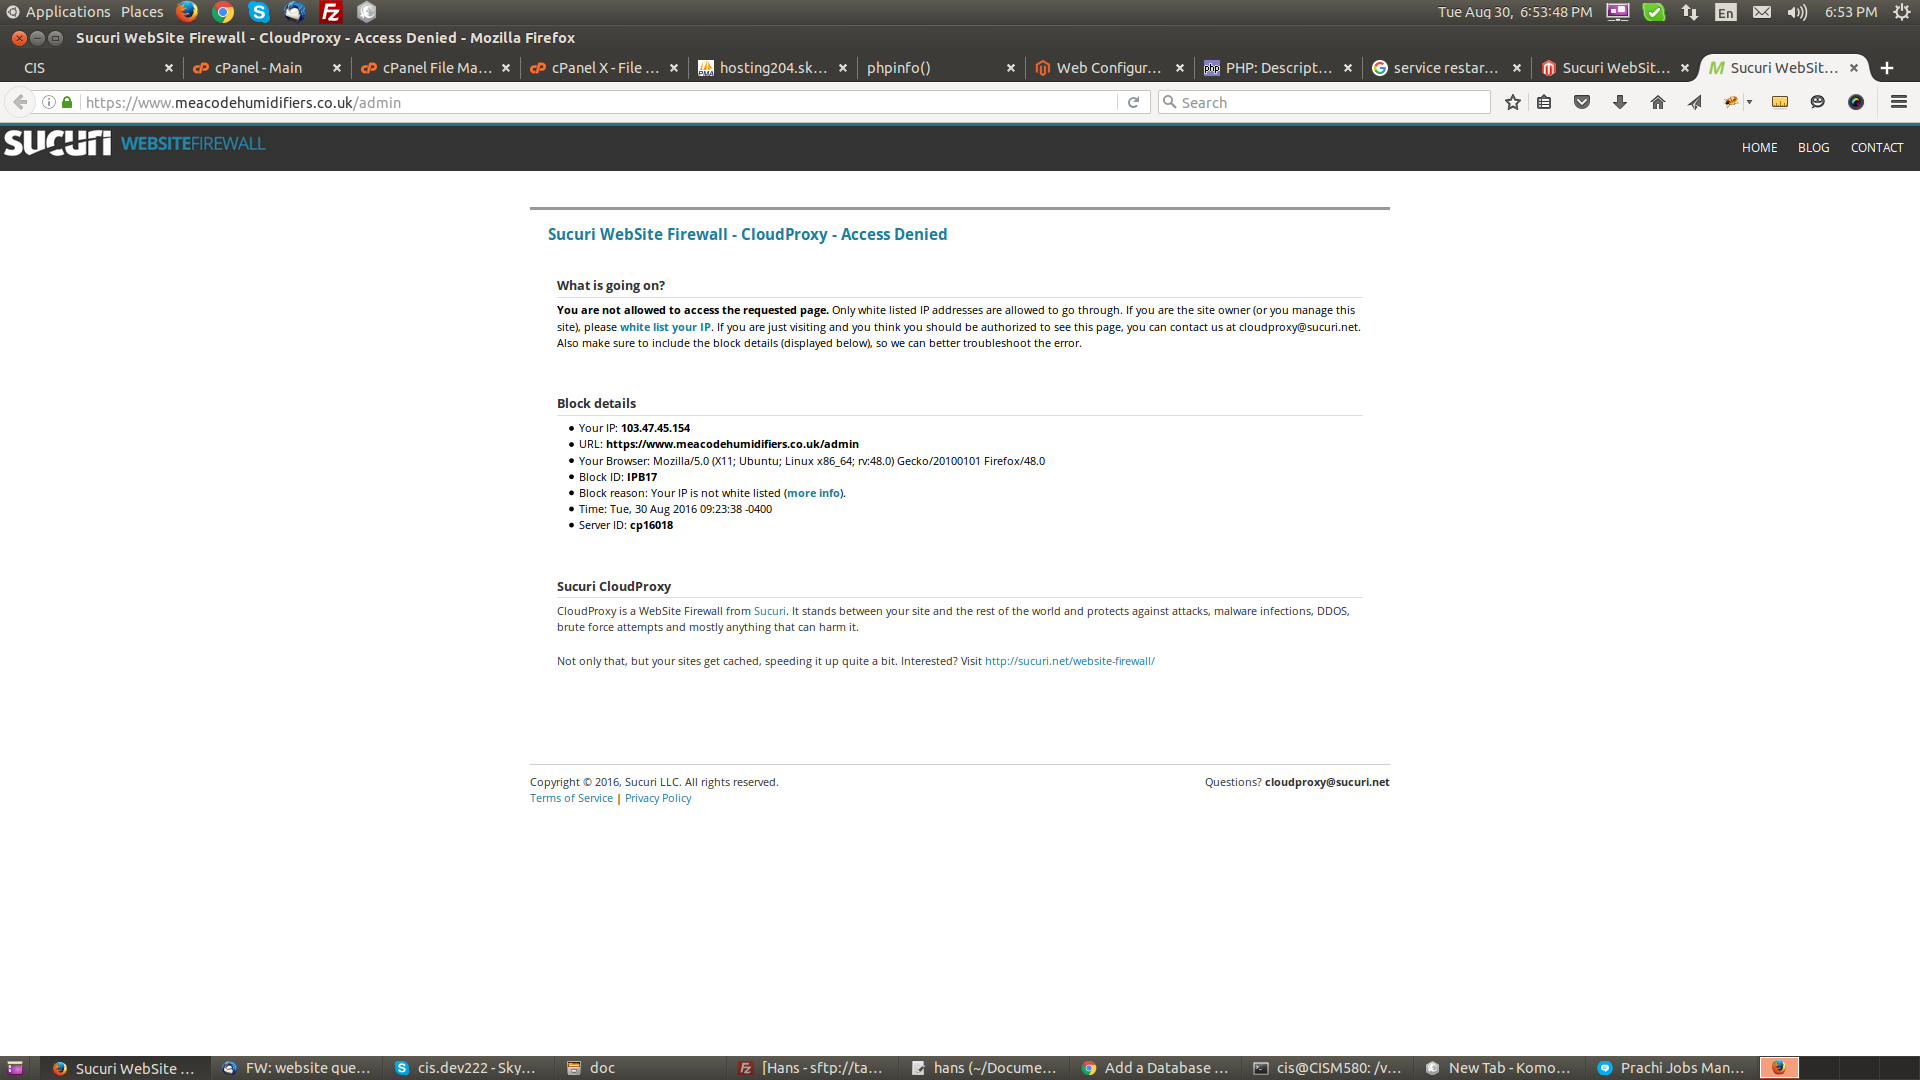 Applications Places Tue Aug 30, 6:53:48 PM En 6:53 PM
Sucuri WebSite Firewall - CloudProxy - Access Denied - Mozilla Firefox
CIS cPanel - Main cPanel File Ma... cPanel X - File ... hosting204.sk... phpinfo() Web Configur... PHP: Descript... service restar... Sucuri WebSit... Sucuri WebSit...
https://www.meacodehumidifiers.co.uk/admin Search
SUCURI WEBSITEFIREWALL HOME BLOG CONTACT
Sucuri WebSite Firewall - CloudProxy - Access Denied
What is going on?
You are not allowed to access the requested page. Only white listed IP addresses are allowed to go through. If you are the site owner (or you manage this
site), please white list your IP. If you are just visiting and you think you should be authorized to see this page, you can contact us at cloudproxy@sucuri.net.
Also make sure to include the block details (displayed below), so we can better troubleshoot the error.
Block details
• Your IP: 103.47.45.154
• URL: https://www.meacodehumidifiers.co.uk/admin
• Your Browser: Mozilla/5.0 (X11; Ubuntu; Linux x86_64; rv:48.0) Gecko/20100101 Firefox/48.0
• Block ID: IPB17
• Block reason: Your IP is not white listed (more info).
• Time: Tue, 30 Aug 2016 09:23:38 -0400
• Server ID: cp16018
Sucuri CloudProxy
CloudProxy is a WebSite Firewall from Sucuri. It stands between your site and the rest of the world and protects against attacks, malware infections, DDOS,
brute force attempts and mostly anything that can harm it.
Not only that, but your sites get cached, speeding it up quite a bit. Interested? Visit http://sucuri.net/website-firewall/
Copyright © 2016, Sucuri LLC. All rights reserved. Questions? cloudproxy@sucuri.net
Terms of Service | Privacy Policy
Sucuri WebSite ... FW: website que... cis.dev222 - Sky... doc [Hans - sftp://ta... hans (~/Docume... Add a Database ... cis@CISM580: /v... New Tab - Komo... Prachi Jobs Man...